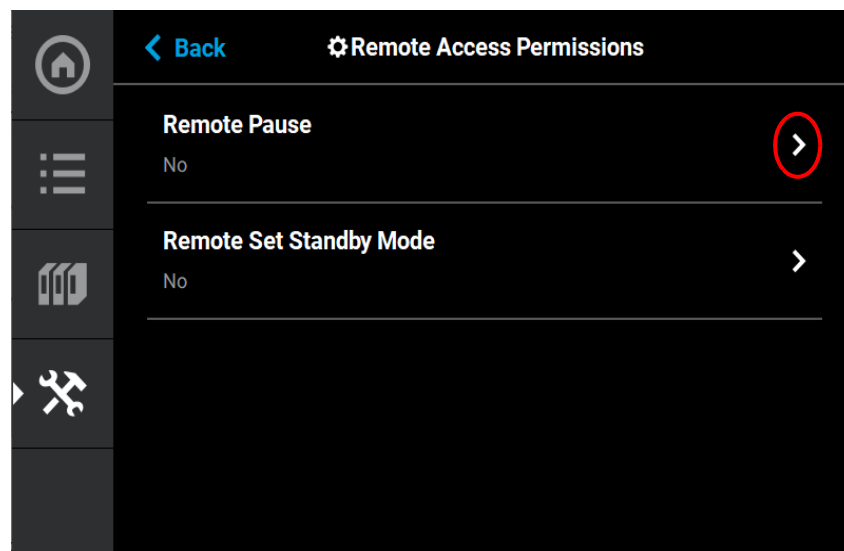 Back
Remote Access Permissions
Remote Pause
No
Remote Set Standby Mode
No